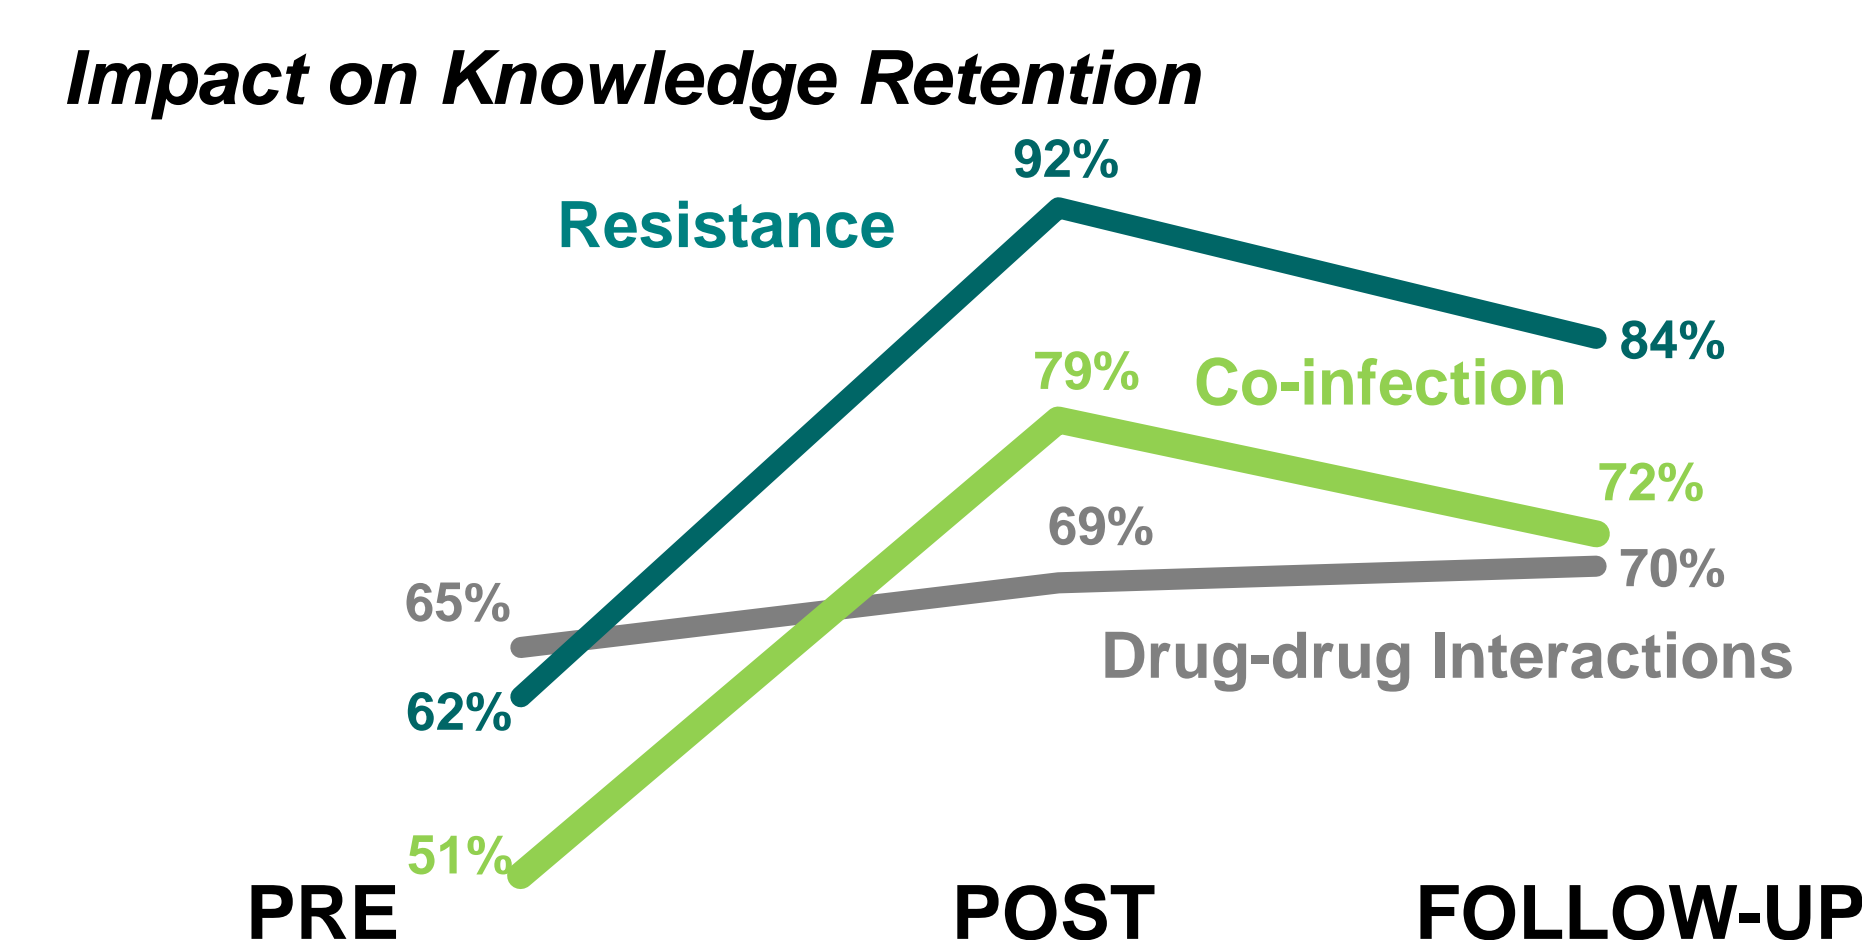 Impact on Knowledge Retention
92%
Resistance
84%
79%
Co-infection
72%
69%
70%
65%
Drug-drug Interactions
62%
51%
PRE POST FOLLOW-UP